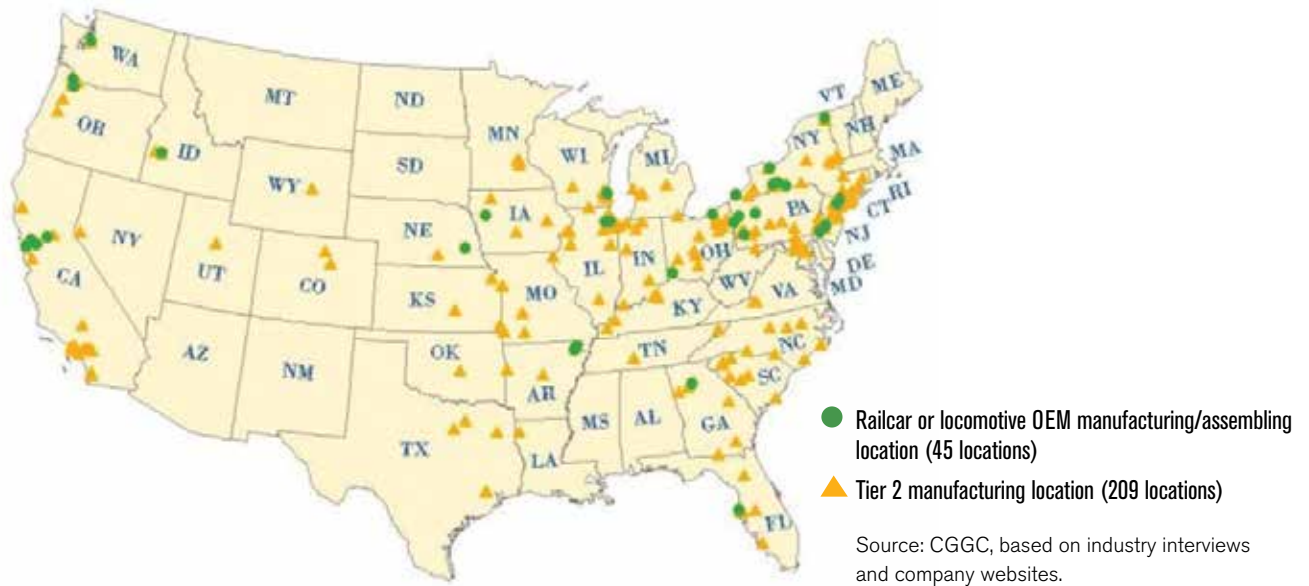 WA
MT
ND
MN
VT
ME
OR
ID
SD
WI
MI
NY
NH
MA
WY
IA
PA
RI
CT
NV
NE
NJ
UT
CO
IL
IN
OH
WV
DE
MD
CA
KS
MO
KY
VA
AZ
NM
OK
TN
NC
AR
SC
MS
AL
GA
TX
LA
FL
Railcar or locomotive OEM manufacturing/assembling
location (45 locations)
Tier 2 manufacturing location (209 locations)
Source: CGGC, based on industry interviews
and company websites.